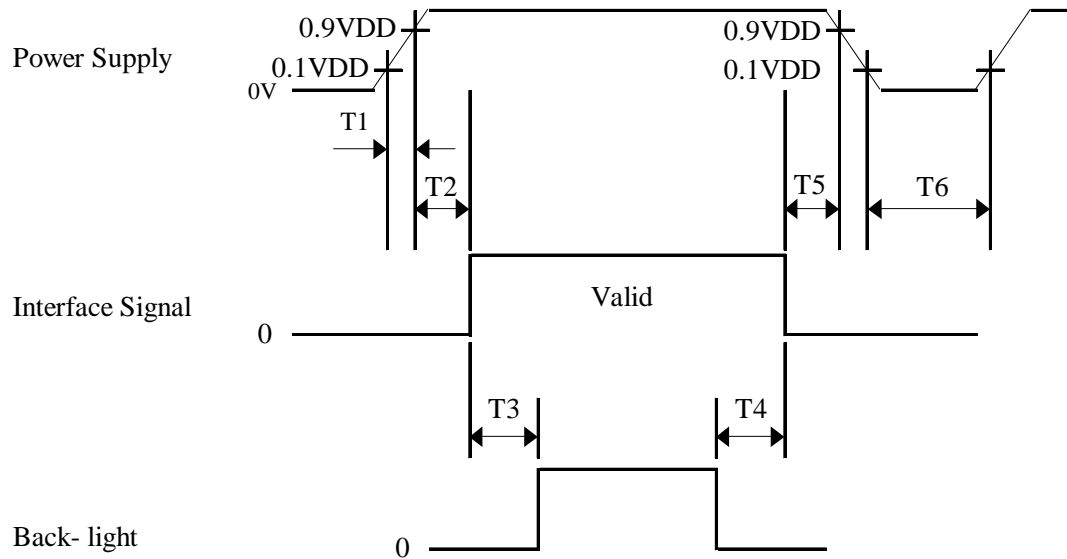 0.9VDD
0.9VDD
Power Supply
0.1VDD
0.1VDD
0V
T1
T2
T5
T6
Valid
Interface Signal
0
T3
T4
Back- light
0